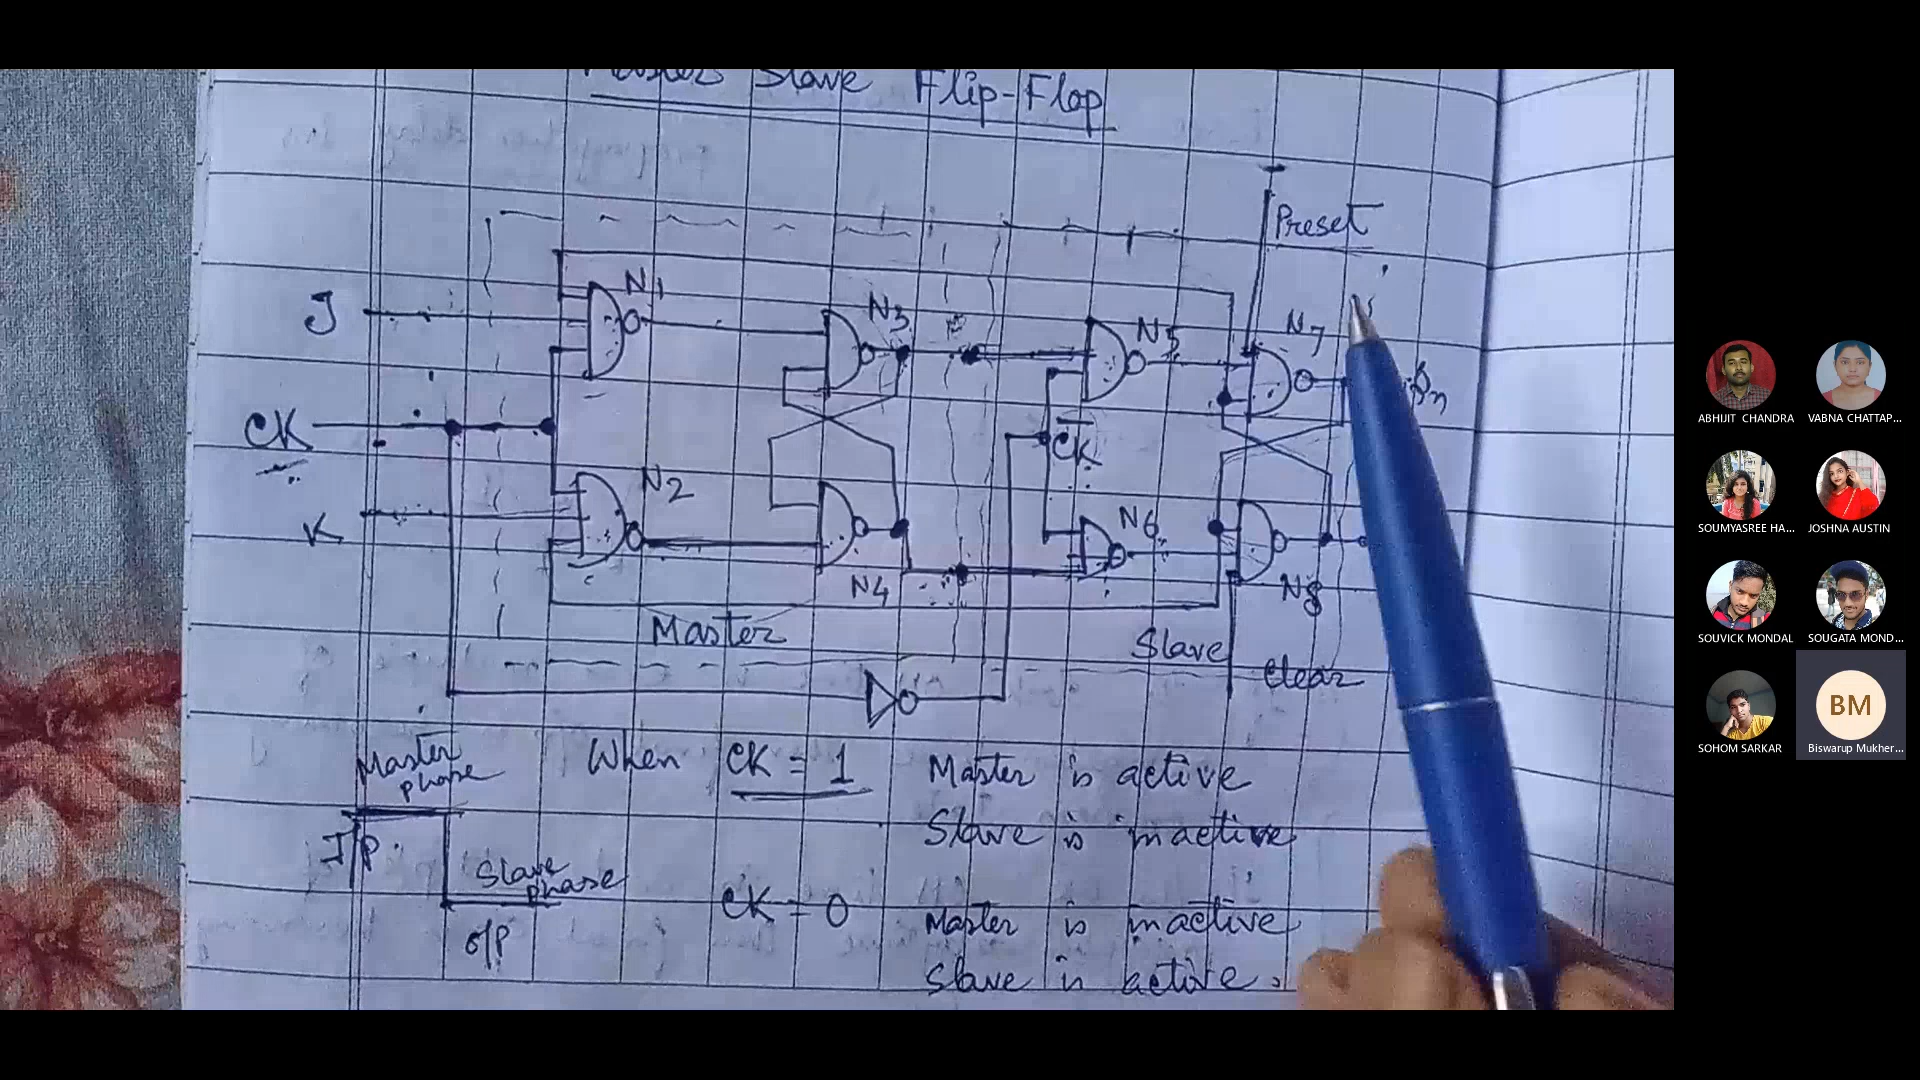 Master Slave Flip-Flop
Preset
J
N1
N3
N5
N7
Qn
CK
CK
K
N2
N4
N6
N8
Master
Slave
Clear
Master phase
When CK = 1 Master is active
Slave is inactive
I/P
Slave phase
O/P
CK = 0 Master is inactive
Slave is active.
ABHIJIT CHANDRA
VABNA CHATTAP...
SOUMYASREE HA...
JOSHNA AUSTIN
SOUVICK MONDAL
SOUGATA MOND...
SOHOM SARKAR
BM
Biswarup Mukher...